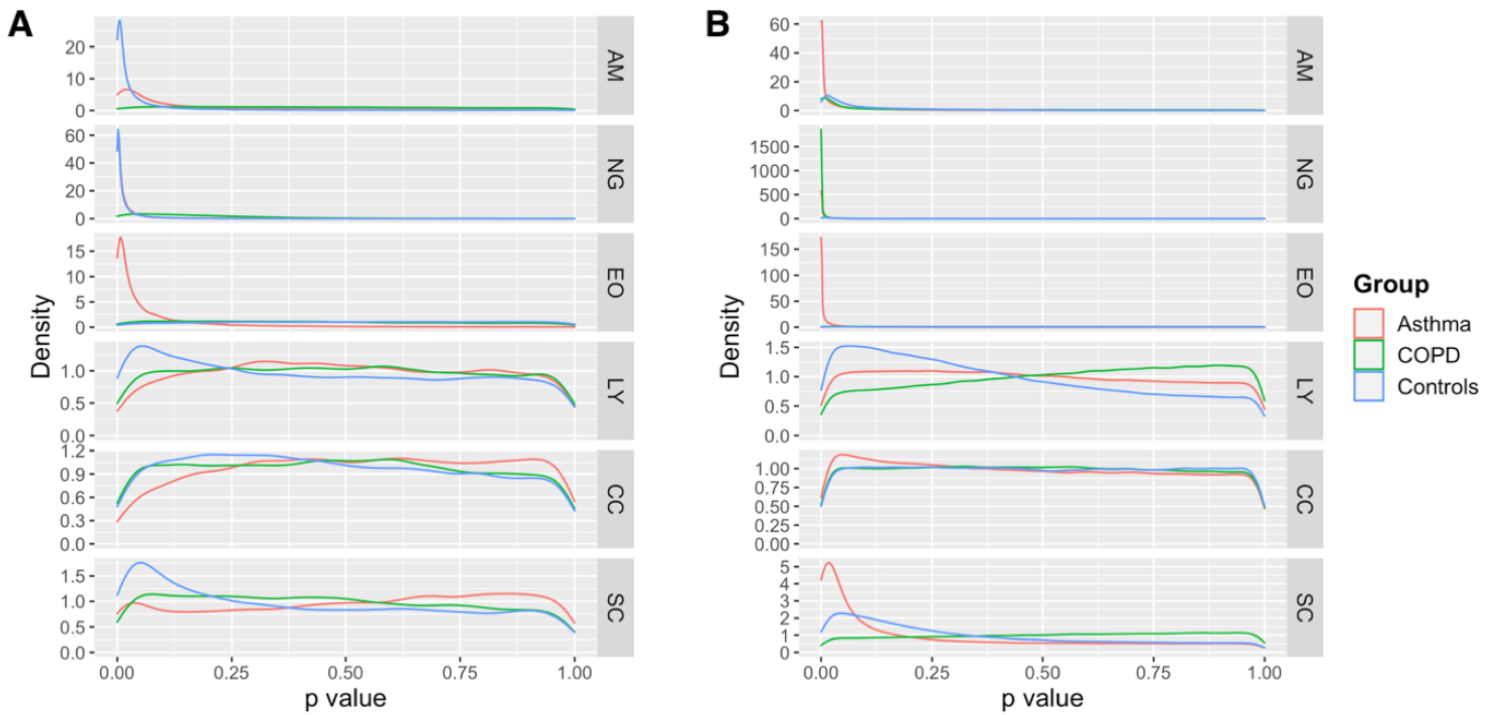 A
Density
20
10
0
AM
60
40
20
0
NG
15
10
5
0
EO
1.0
0.5
0.0
LY
1.2
0.9
0.6
0.3
0.0
CC
1.5
1.0
0.5
0.0
SC
0.00 0.25 0.50 0.75 1.00
p value
B
Density
60
40
20
0
AM
1500
1000
500
0
NG
150
100
50
0
EO
1.5
1.0
0.5
0.0
LY
1.00
0.75
0.50
0.25
0.00
CC
5
4
3
2
1
0
SC
0.00 0.25 0.50 0.75 1.00
p value
Group
Asthma
COPD
Controls